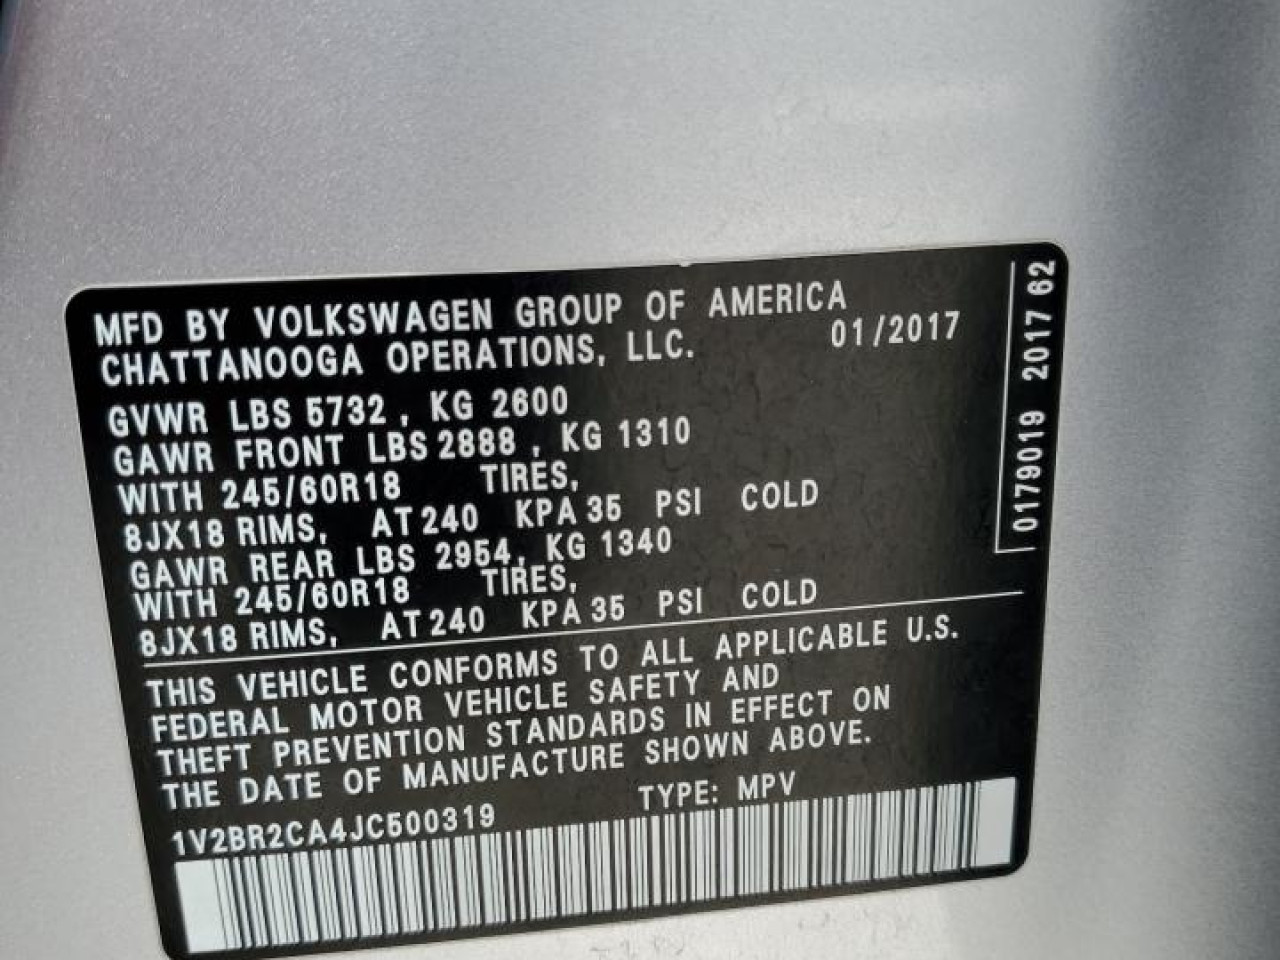 MFD BY VOLKSWAGEN GROUP OF AMERICA
CHATTANOOGA OPERATIONS, LLC. 01/2017
GVWR LBS 5732, KG 2600
GAWR FRONT LBS 2888, KG 1310
WITH 245/60R18 TIRES,
8JX18 RIMS, AT 240 KPA 35 PSI COLD
GAWR REAR LBS 2954, KG 1340
WITH 245/60R18 TIRES,
8JX18 RIMS, AT 240 KPA 35 PSI COLD
THIS VEHICLE CONFORMS TO ALL APPLICABLE U.S.
FEDERAL MOTOR VEHICLE SAFETY AND
THEFT PREVENTION STANDARDS IN EFFECT ON
THE DATE OF MANUFACTURE SHOWN ABOVE.
1V2BR2CA4JC500319 TYPE: MPV
0179019 2017 62